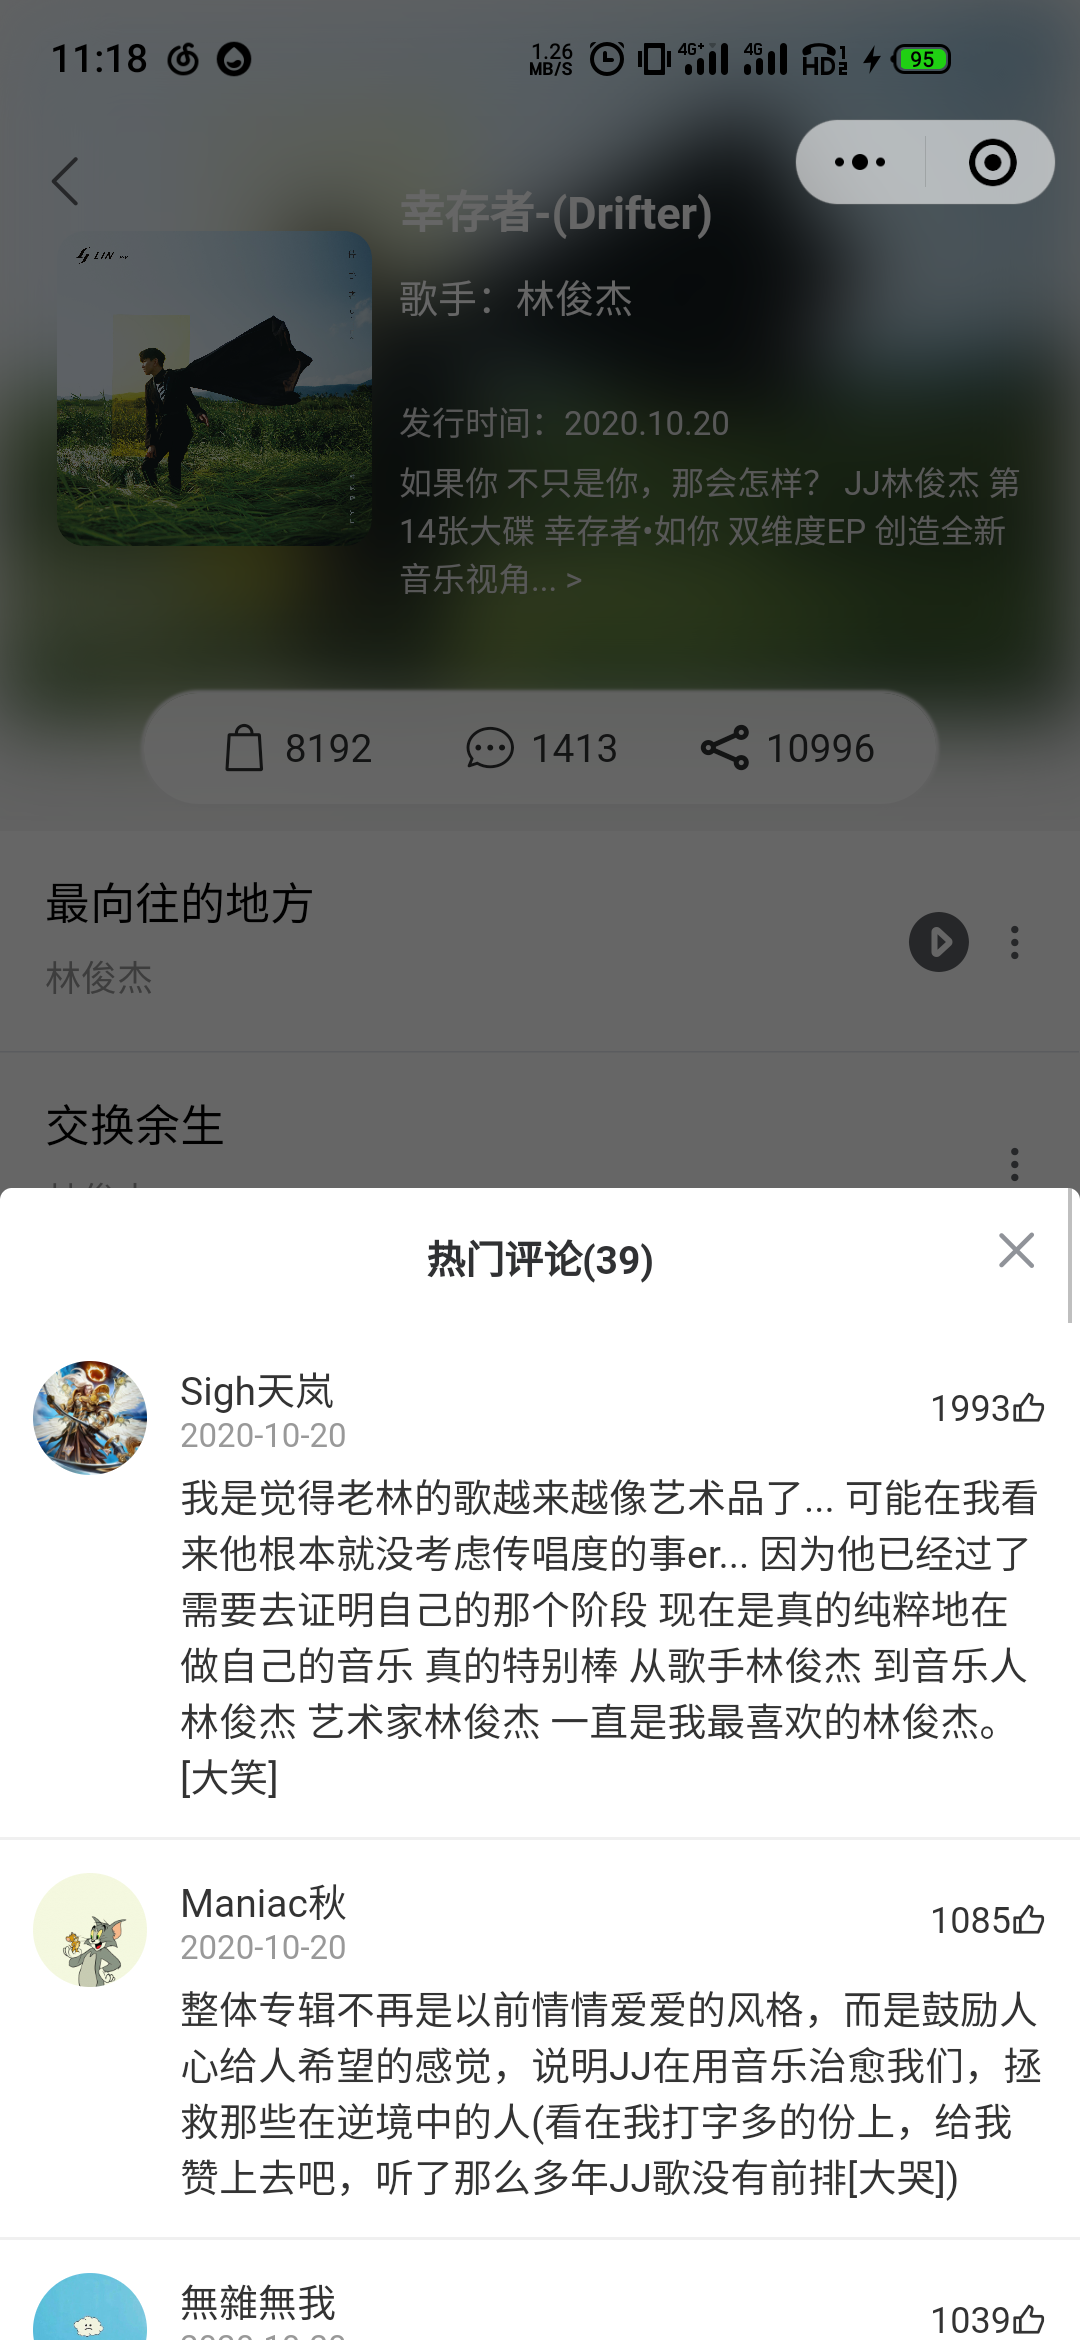 11:18
1.26
MB/S
4G+
4G
HD 1 2
95
幸存者-(Drifter)
LIN
歌手：林俊杰
发行时间：2020.10.20
如果你 不只是你，那会怎样？ JJ林俊杰 第
14张大碟 幸存者•如你 双维度EP 创造全新
音乐视角... >
8192
1413
10996
最向往的地方
林俊杰
交换余生
热门评论(39)
Sigh天岚
2020-10-20
1993
我是觉得老林的歌越来越像艺术品了... 可能在我看
来他根本就没考虑传唱度的事er... 因为他已经过了
需要去证明自己的那个阶段 现在是真的纯粹地在
做自己的音乐 真的特别棒 从歌手林俊杰 到音乐人
林俊杰 艺术家林俊杰 一直是我最喜欢的林俊杰。
[大笑]
Maniac秋
2020-10-20
1085
整体专辑不再是以前情情爱爱的风格，而是鼓励人
心给人希望的感觉，说明JJ在用音乐治愈我们，拯
救那些在逆境中的人(看在我打字多的份上，给我
赞上去吧，听了那么多年JJ歌没有前排[大哭])
無雜無我
1039